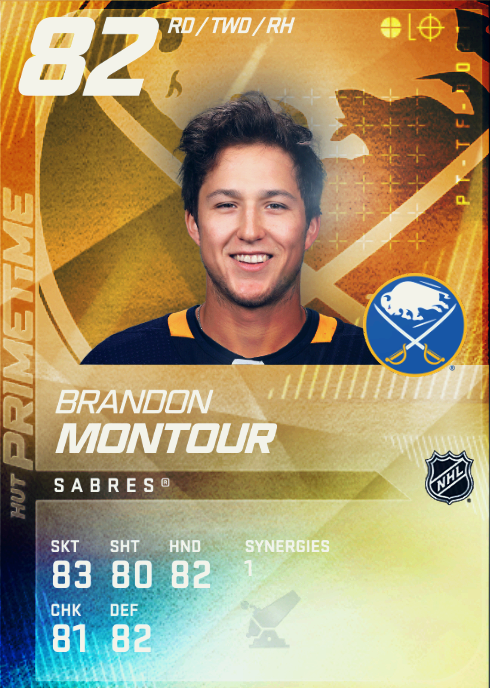 82
RD / TWD / RH
HUT PRIMETIME
BRANDON
MONTOUR
SABRES®
NHL
SKT SHT HND SYNERGIES
83 80 82 1
CHK DEF
81 82